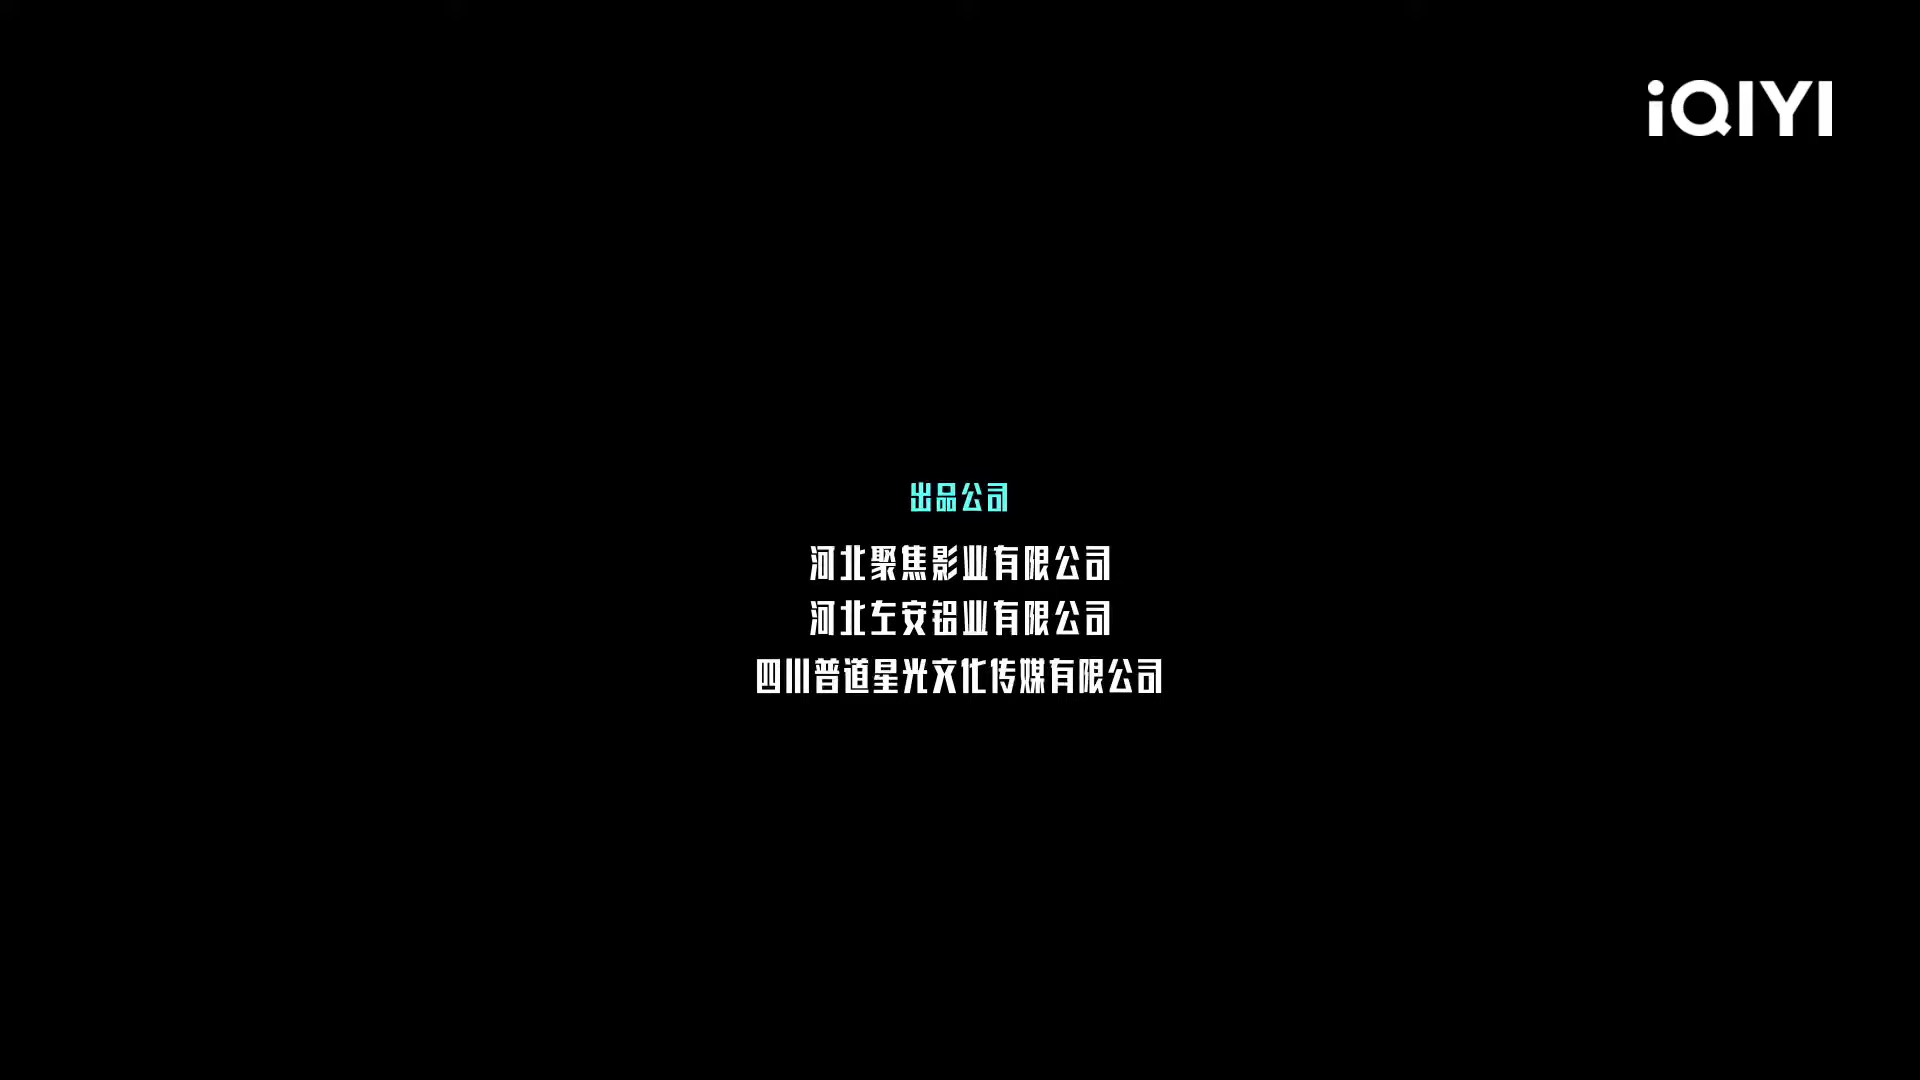 iQIYI
出品公司
河北聚焦影业有限公司
河北左安铝业有限公司
四川普道星光文化传媒有限公司